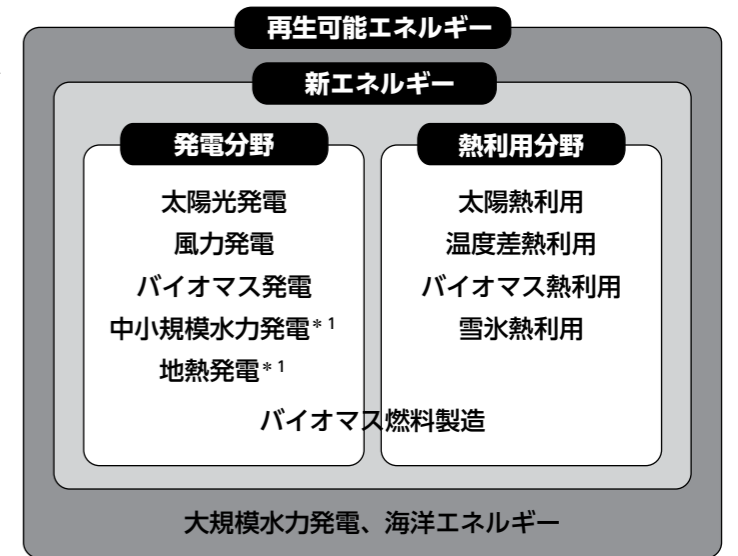 再生可能エネルギー
新エネルギー
発電分野
太陽光発電
風力発電
バイオマス発電
中小規模水力発電*1
地熱発電*1
熱利用分野
太陽熱利用
温度差熱利用
バイオマス熱利用
雪氷熱利用
バイオマス燃料製造
大規模水力発電、海洋エネルギー